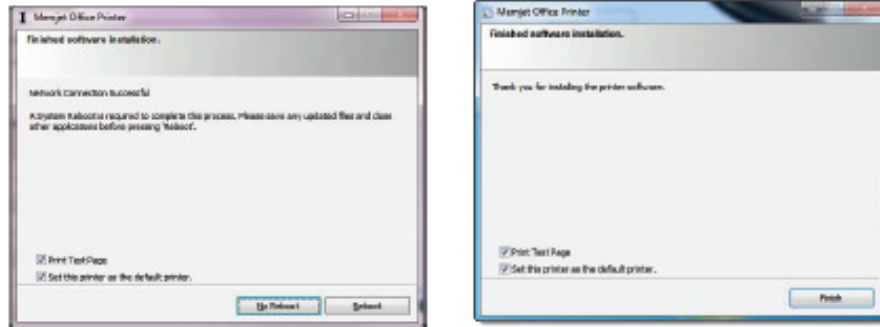 Memjet Office Printer
Finished software installation.
Network Connection Successful
A System Reboot is required to complete this process. Please save any updated files and close
other applications before pressing 'Reboot'.
Print Test Page
Set this printer as the default printer.
No Reboot
Reboot
Memjet Office Printer
Finished software installation.
Thank you for installing the printer software.
Print Test Page
Set this printer as the default printer.
Finish